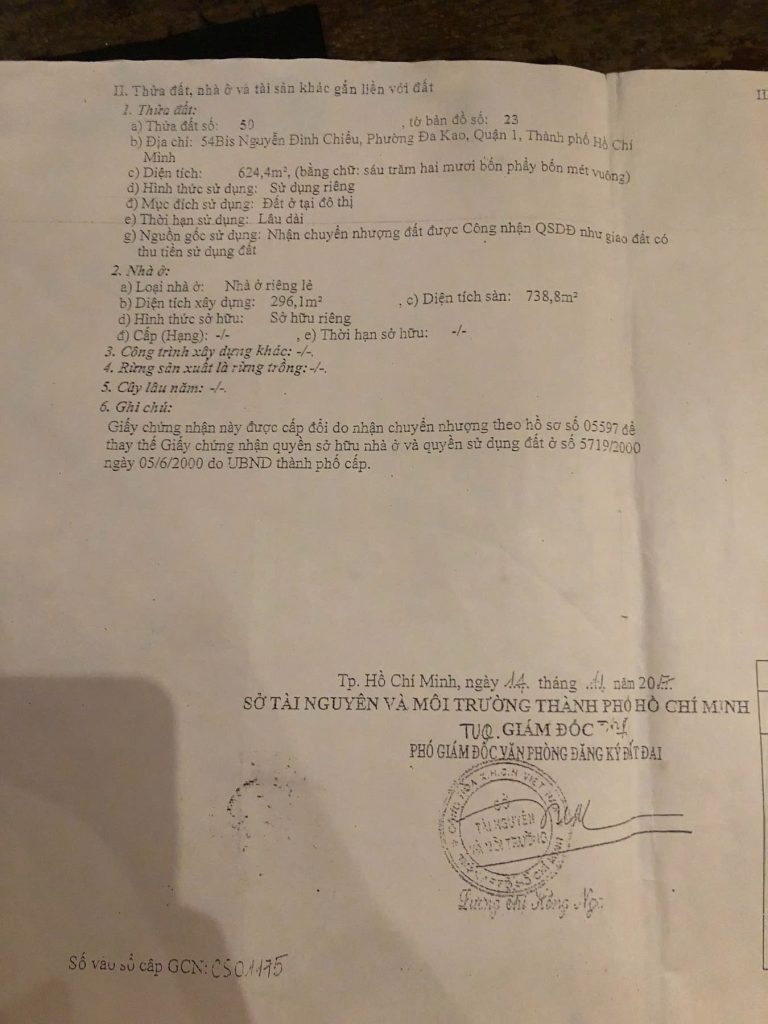 II. Thửa đất, nhà ở và tài sản khác gắn liền với đất
II.
1. Thửa đất:
a) Thửa đất số: 50 , tờ bản đồ số: 23
b) Địa chỉ: 54Bis Nguyễn Đình Chiểu, Phường Đa Kao, Quận 1, Thành phố Hồ Chí
Minh
c) Diện tích: 624,4m², (bằng chữ: sáu trăm hai mươi bốn phẩy bốn mét vuông)
d) Hình thức sử dụng: Sử dụng riêng
đ) Mục đích sử dụng: Đất ở tại đô thị
e) Thời hạn sử dụng: Lâu dài
g) Nguồn gốc sử dụng: Nhận chuyển nhượng đất được Công nhận QSDĐ như giao đất có
thu tiền sử dụng đất
2. Nhà ở:
a) Loại nhà ở: Nhà ở riêng lẻ
b) Diện tích xây dựng: 296,1m² , c) Diện tích sàn: 738,8m²
d) Hình thức sở hữu: Sở hữu riêng
đ) Cấp (Hạng): -/- , e) Thời hạn sở hữu: -/-
3. Công trình xây dựng khác: -/-.
4. Rừng sản xuất là rừng trồng: -/-.
5. Cây lâu năm: -/-.
6. Ghi chú:
Giấy chứng nhận này được cấp đổi do nhận chuyển nhượng theo hồ sơ số 05597 để
thay thế Giấy chứng nhận quyền sở hữu nhà ở và quyền sử dụng đất ở số 5719/2000
ngày 05/6/2000 do UBND thành phố cấp.
Tp. Hồ Chí Minh, ngày 14 tháng 11 năm
SỞ TÀI NGUYÊN VÀ MÔI TRƯỜNG THÀNH PHỐ HỒ CHÍ MINH
TUQ. GIÁM ĐỐC
PHÓ GIÁM ĐỐC VĂN PHÒNG ĐĂNG KÝ ĐẤT ĐAI
SỞ
TÀI NGUYÊN
VÀ MÔI TRƯỜNG
Số vào sổ cấp GCN: CS01175